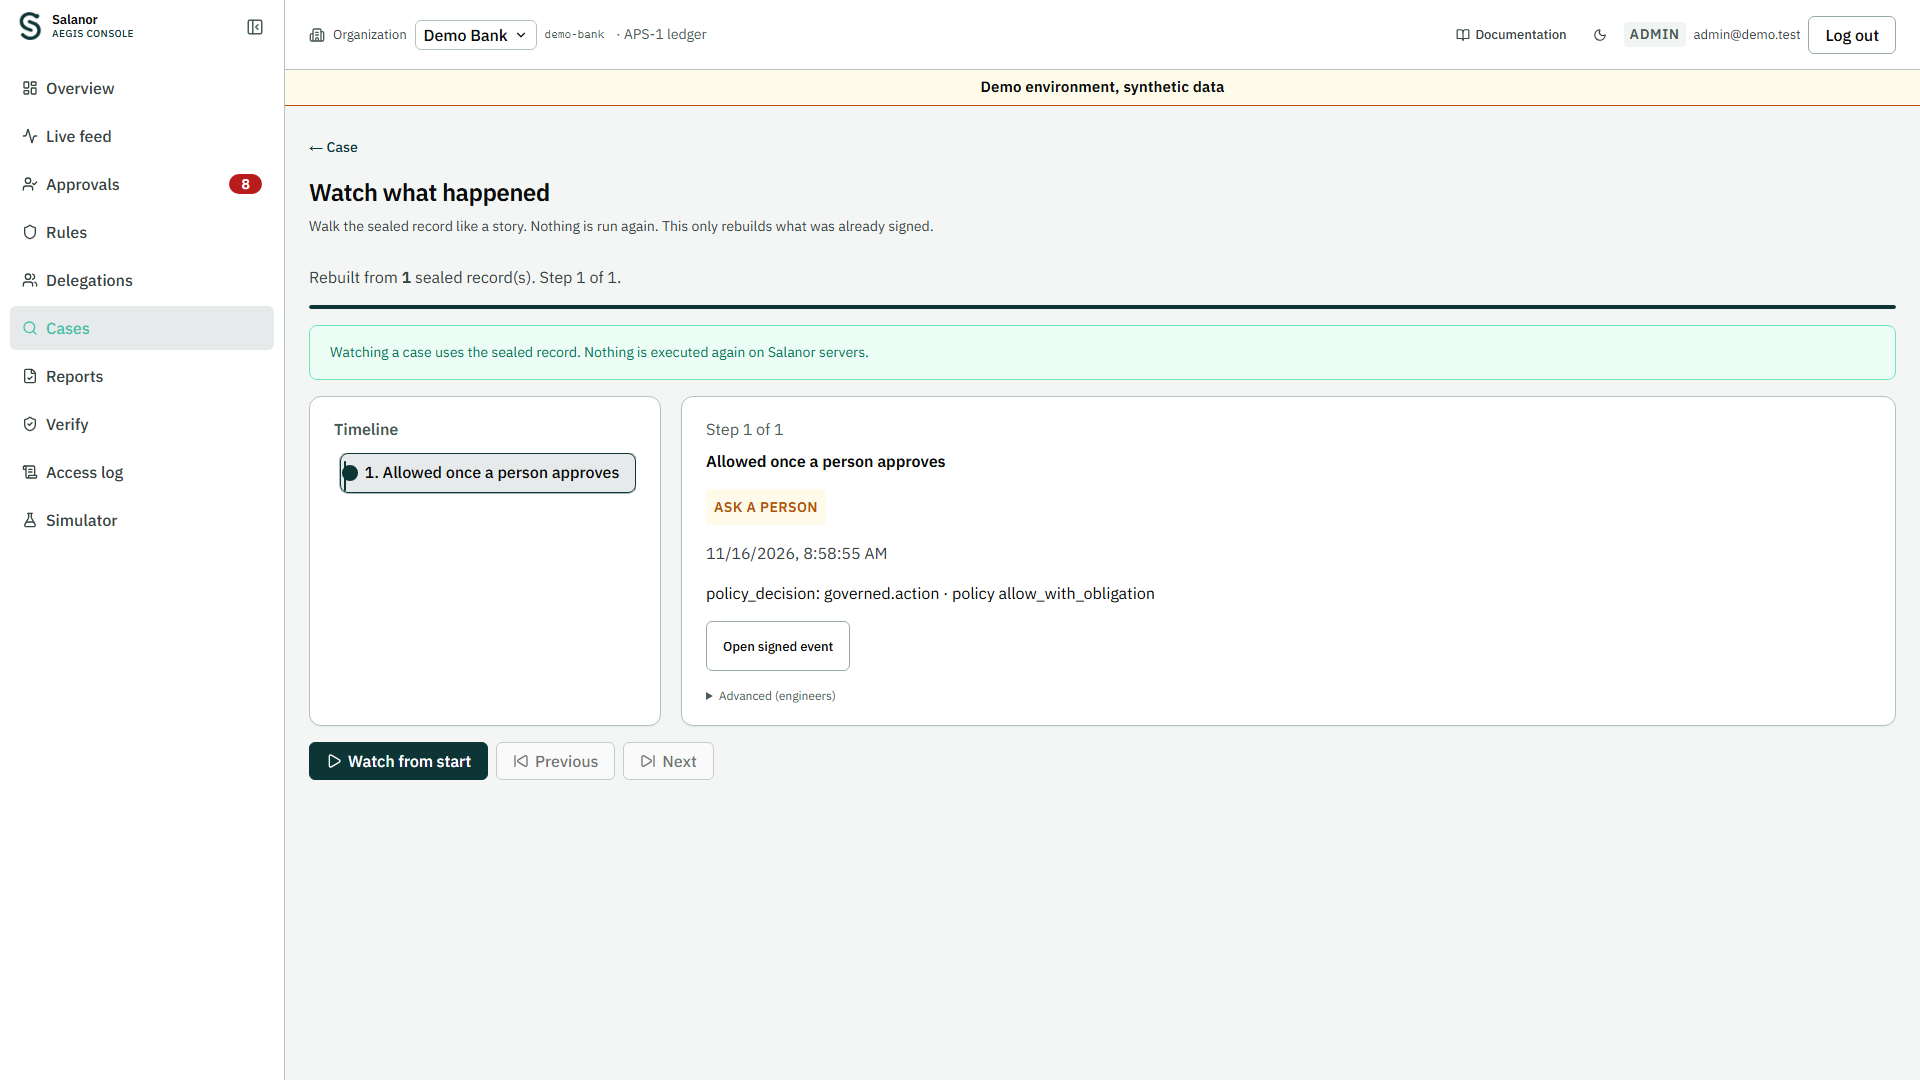 Salanor
AEGIS CONSOLE
Overview
Live feed
Approvals
8
Rules
Delegations
Cases
Reports
Verify
Access log
Simulator
Organization
Demo Bank
demo-bank
· APS-1 ledger
Documentation
ADMIN
admin@demo.test
Log out
Demo environment, synthetic data
← Case
Watch what happened
Walk the sealed record like a story. Nothing is run again. This only rebuilds what was already signed.
Rebuilt from 1 sealed record(s). Step 1 of 1.
Watching a case uses the sealed record. Nothing is executed again on Salanor servers.
Timeline
1. Allowed once a person approves
Step 1 of 1
Allowed once a person approves
ASK A PERSON
11/16/2026, 8:58:55 AM
policy_decision: governed.action · policy allow_with_obligation
Open signed event
Advanced (engineers)
Watch from start
Previous
Next